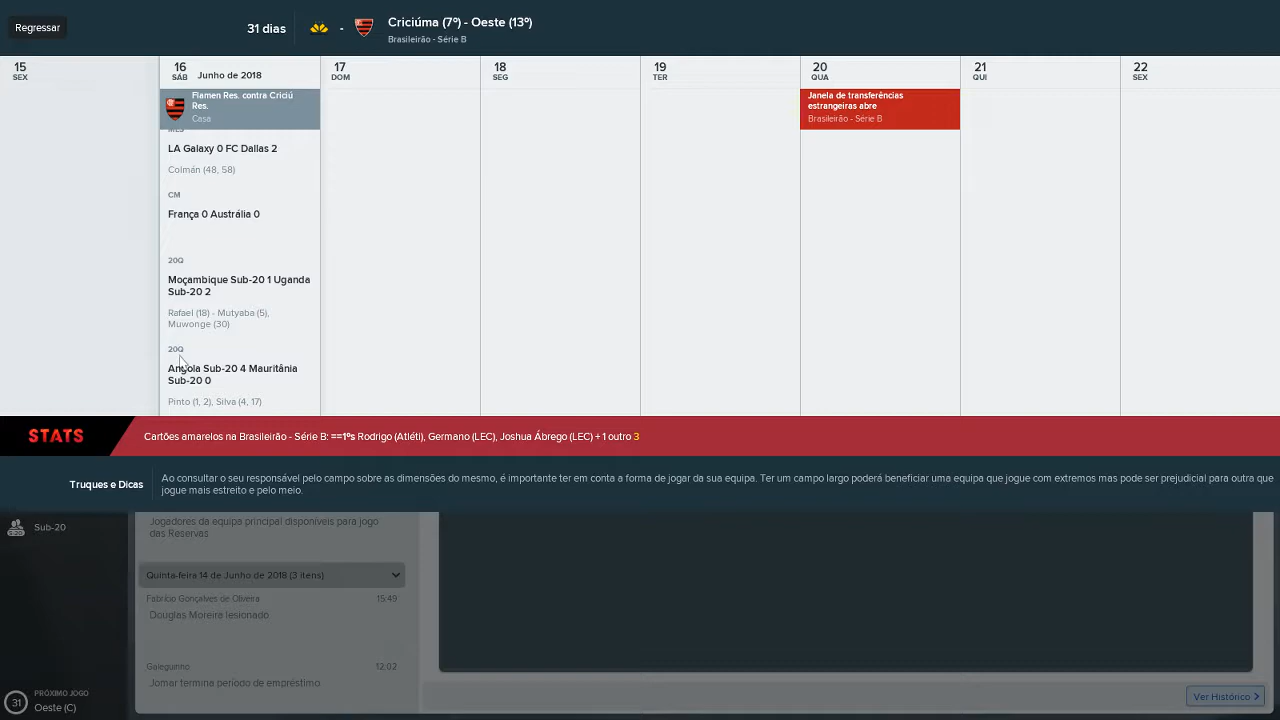 Regressar
31 dias
-
Criciúma (7º) - Oeste (13º)
Brasileirão - Série B
15
SEX
16
SÁB
Junho de 2018
17
DOM
18
SEG
19
TER
20
QUA
21
QUI
22
SEX
Flamen Res. contra Criciú
Res.
Casa
Janela de transferências
estrangeiras abre
Brasileirão - Série B
MLS
LA Galaxy 0 FC Dallas 2
Colmán (48, 58)
CM
França 0 Austrália 0
20Q
Moçambique Sub-20 1 Uganda
Sub-20 2
Rafael (18) - Mutyaba (5),
Muwonge (30)
20Q
Angola Sub-20 4 Mauritânia
Sub-20 0
Pinto (1, 2), Silva (4, 17)
STATS
Cartões amarelos na Brasileirão - Série B: ==1ºs Rodrigo (Atléti), Germano (LEC), Joshua Ábrego (LEC) + 1 outro 3
Truques e Dicas
Ao consultar o seu responsável pelo campo sobre as dimensões do mesmo, é importante ter em conta a forma de jogar da sua equipa. Ter um campo largo poderá beneficiar uma equipa que jogue com extremos mas pode ser prejudicial para outra que
jogue mais estreito e pelo meio.
Sub-20
Jogadores da equipa principal disponíveis para jogo
das Reservas
Quinta-feira 14 de Junho de 2018 (3 itens)
Fabrício Gonçalves de Oliveira
15:49
Douglas Moreira lesionado
Galeguinho
12:02
Jomar termina período de empréstimo
31
PRÓXIMO JOGO
Oeste (C)
Ver Histórico